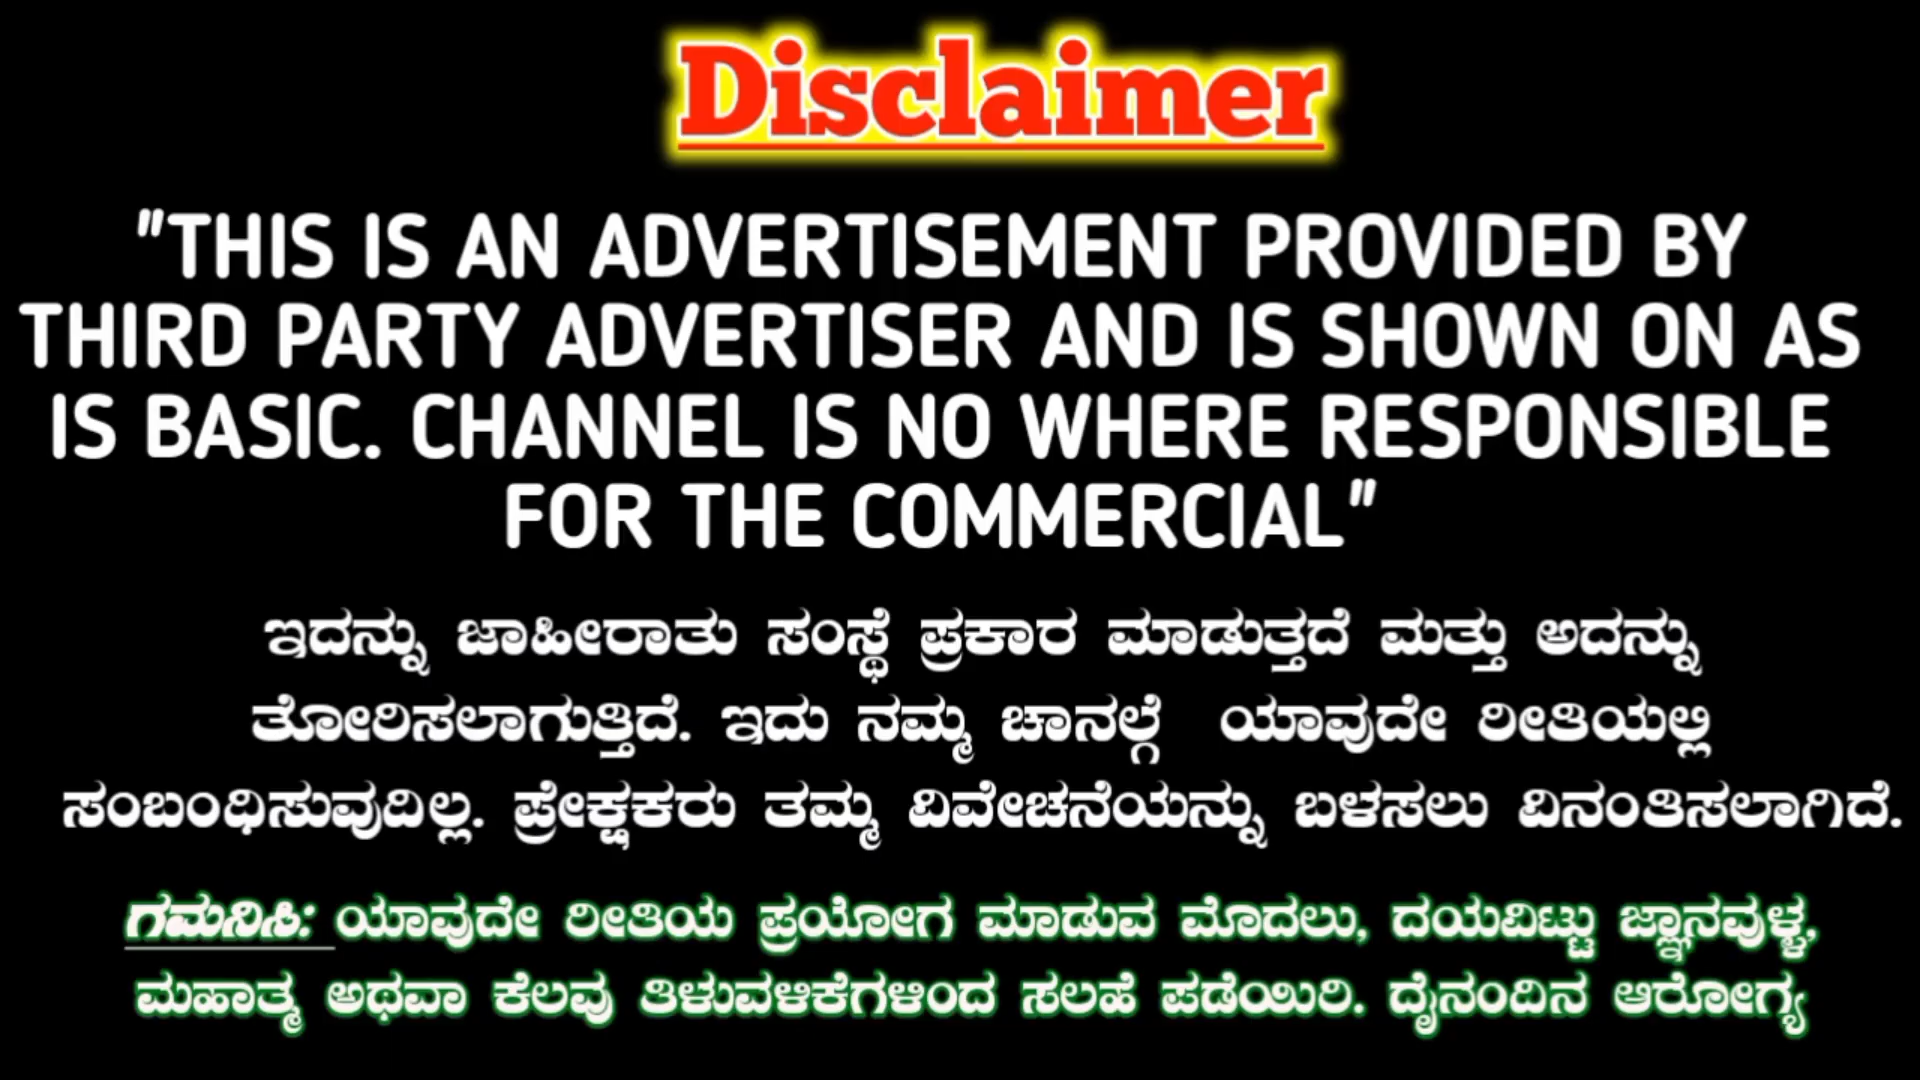 Disclaimer
"THIS IS AN ADVERTISEMENT PROVIDED BY
THIRD PARTY ADVERTISER AND IS SHOWN ON AS
IS BASIC. CHANNEL IS NO WHERE RESPONSIBLE
FOR THE COMMERCIAL"
ಇದನ್ನು ಜಾಹೀರಾತು ಸಂಸ್ಥೆ ಪ್ರಕಾರ ಮಾಡುತ್ತದೆ ಮತ್ತು ಅದನ್ನು
ತೋರಿಸಲಾಗುತ್ತಿದೆ. ಇದು ನಮ್ಮ ಚಾನಲ್ಗೆ ಯಾವುದೇ ರೀತಿಯಲ್ಲಿ
ಸಂಬಂಧಿಸುವುದಿಲ್ಲ. ಪ್ರೇಕ್ಷಕರು ತಮ್ಮ ವಿವೇಚನೆಯನ್ನು ಬಳಸಲು ವಿನಂತಿಸಲಾಗಿದೆ.
ಗಮನಿಸಿ: ಯಾವುದೇ ರೀತಿಯ ಪ್ರಯೋಗ ಮಾಡುವ ಮೊದಲು, ದಯವಿಟ್ಟು ಜ್ಞಾನವುಳ್ಳ,
ಮಹಾತ್ಮ ಅಥವಾ ಕೆಲವು ತಿಳುವಳಿಕೆಗಳಿಂದ ಸಲಹೆ ಪಡೆಯಿರಿ. ದೈನಂದಿನ ಆರೋಗ್ಯ